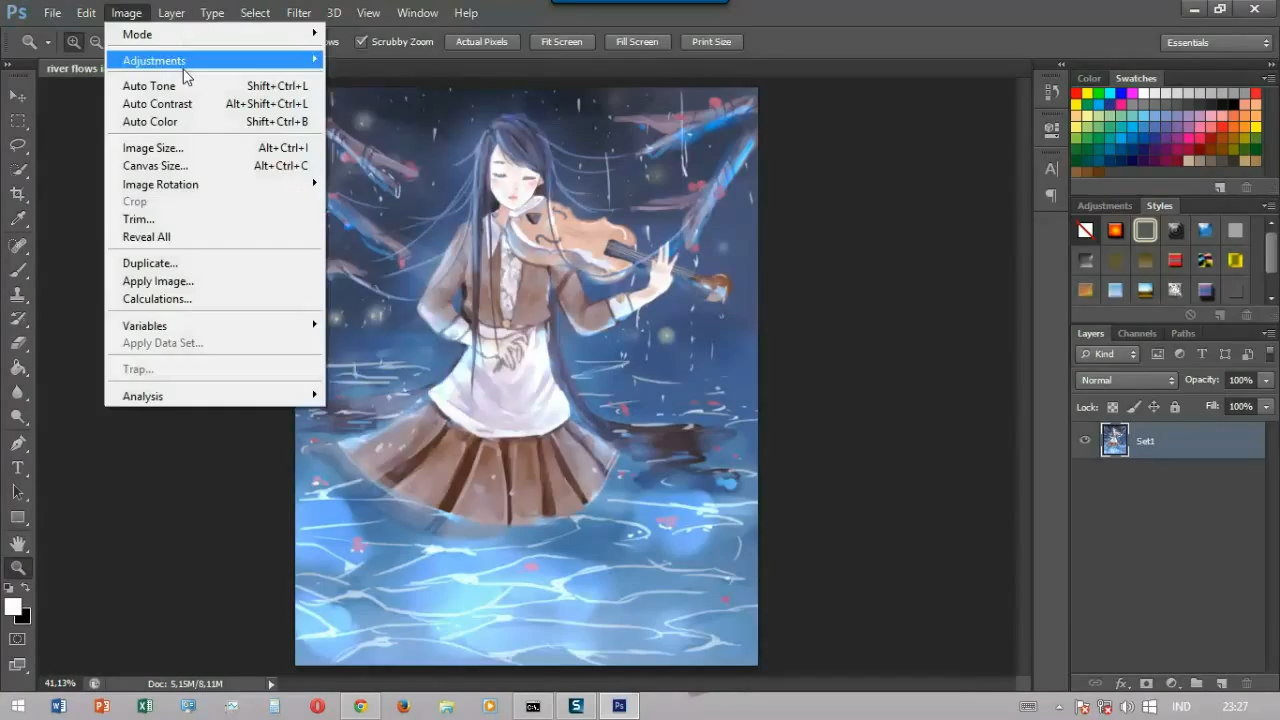 Ps File Edit Image Layer Type Select Filter 3D View Window Help
Scrubby Zoom Actual Pixels Fit Screen Fill Screen Print Size Essentials
river flows i
Mode
Adjustments
Auto Tone Shift+Ctrl+L
Auto Contrast Alt+Shift+Ctrl+L
Auto Color Shift+Ctrl+B
Image Size... Alt+Ctrl+I
Canvas Size... Alt+Ctrl+C
Image Rotation
Crop
Trim...
Reveal All
Duplicate...
Apply Image...
Calculations...
Variables
Apply Data Set...
Trap...
Analysis
Color Swatches
Adjustments Styles
Layers Channels Paths
Kind
Normal Opacity: 100%
Lock: Fill: 100%
Set1
41,13% Doc: 5,15M/8,11M
IND 23:27